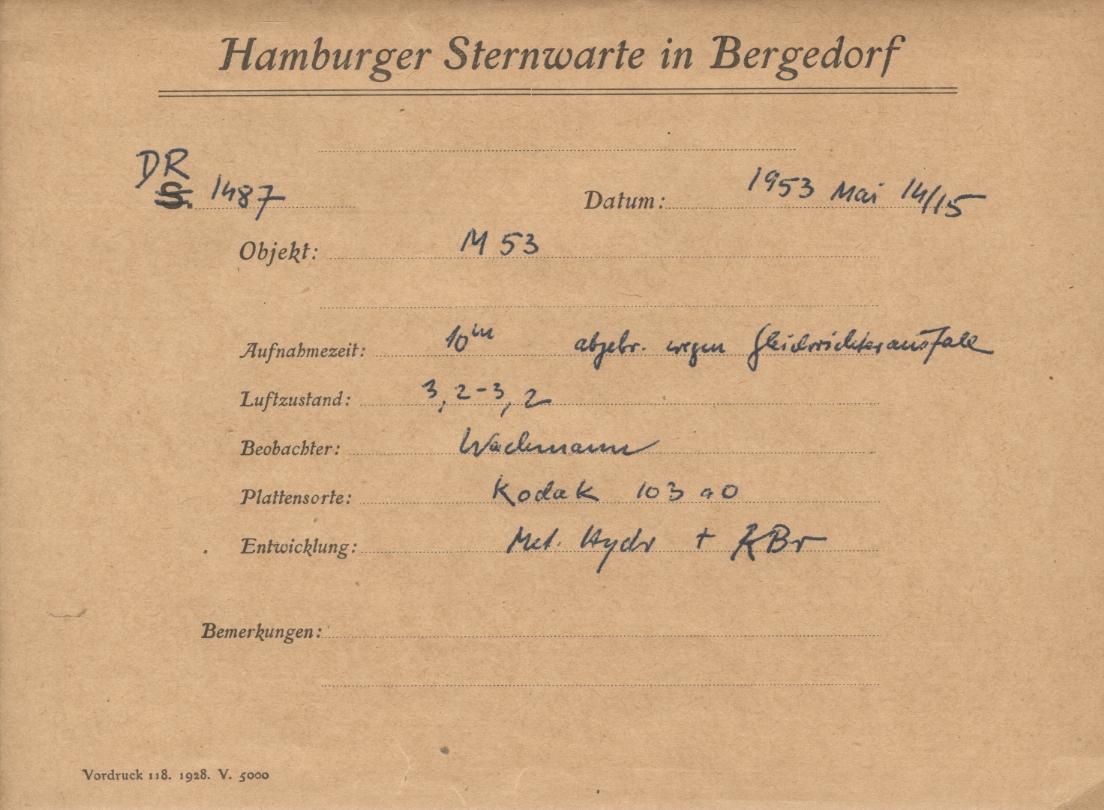 Hamburger Sternwarte in Bergedorf
DR
S. 1487 Datum: 1953 Mai 14/15
Objekt: M 53
Aufnahmezeit: 10m abgebr. wegen Gleichrichterausfall
Luftzustand: 3, 2-3, 2
Beobachter: Wachmann
Plattensorte: Kodak 103 a O
Entwicklung: Met. Hydr + KBr
Bemerkungen:
Vordruck 118. 1928. V. 5000